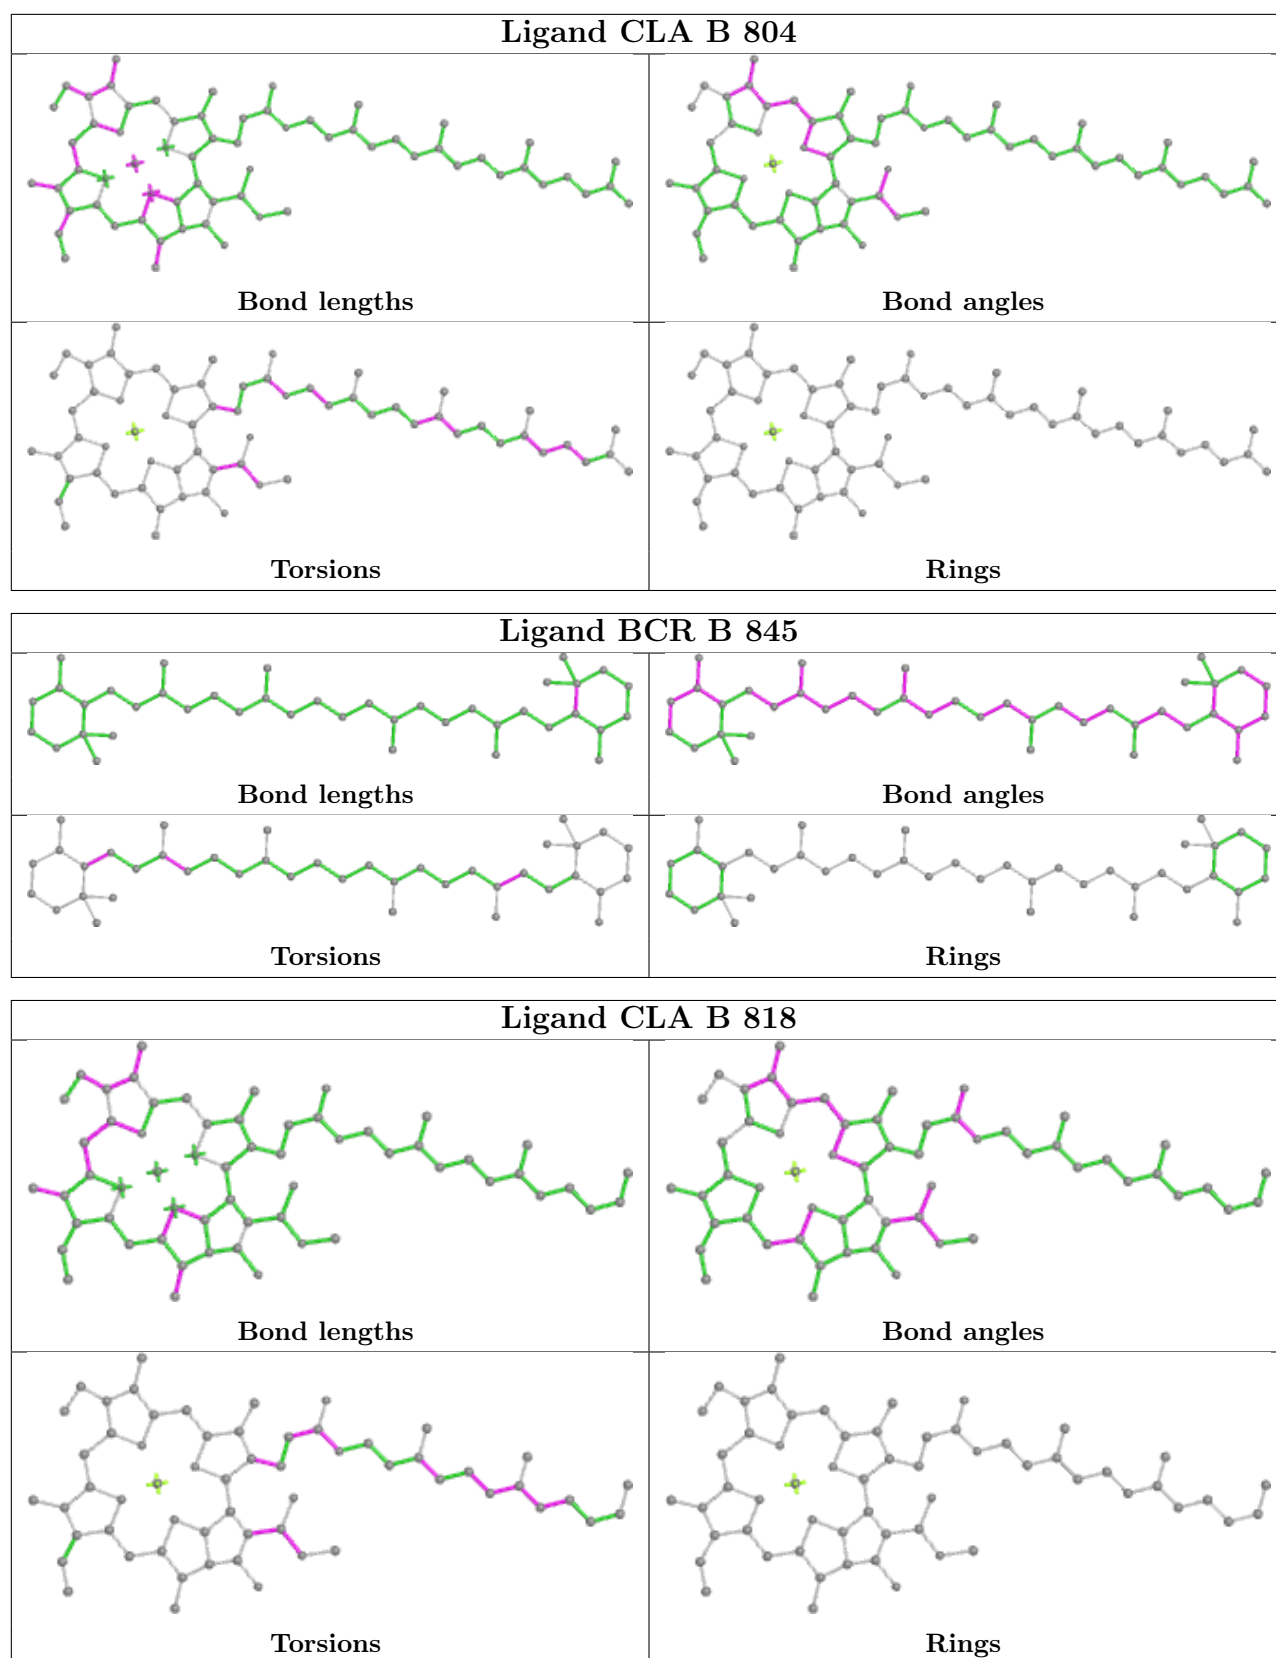 Ligand CLA B 804
Bond lengths
Bond angles
Torsions
Rings
Ligand BCR B 845
Bond lengths
Bond angles
Torsions
Rings
Ligand CLA B 818
Bond lengths
Bond angles
Torsions
Rings